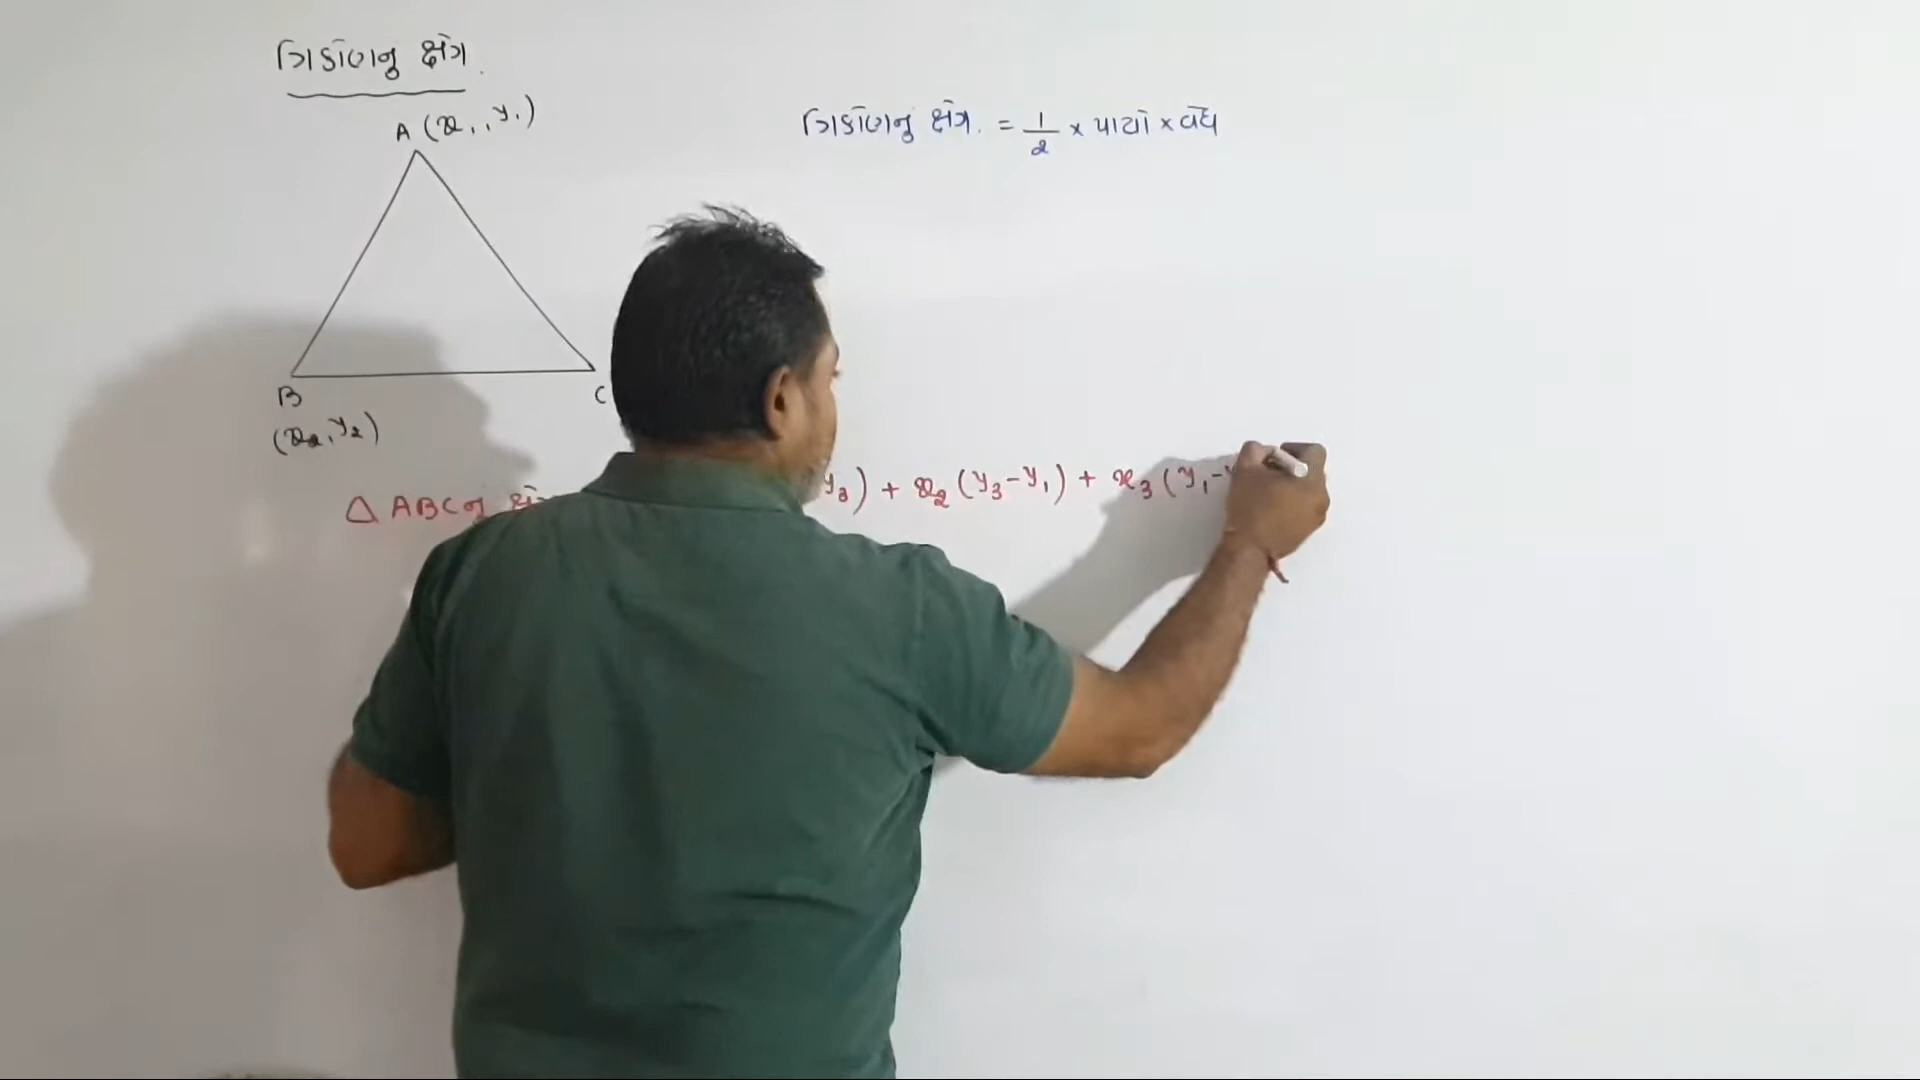 ત્રિકોણનુ ક્ષેત્ર.
A (x₁, y₁)
ત્રિકોણનુ ક્ષેત્ર. = 1/2 × પાયો × વેધ
B C
(x₂, y₂)
△ ABC નુ y₃) + x₂ (y₃ - y₁) + x₃ (y₁ -